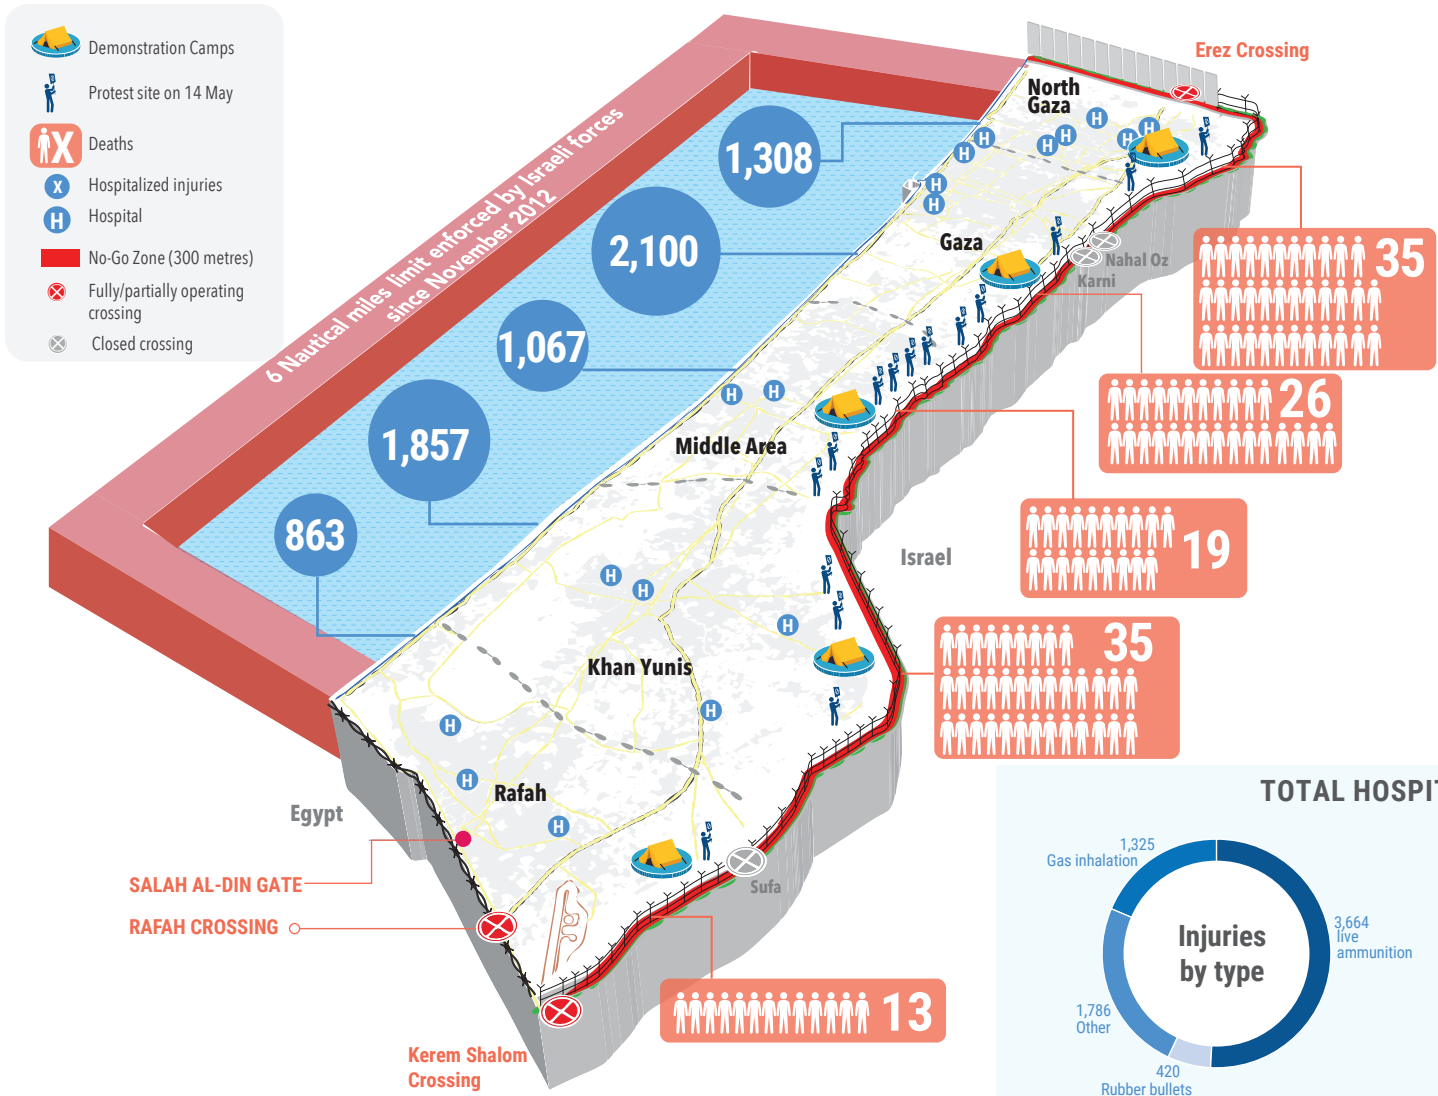 Demonstration Camps
Protest site on 14 May
X
Deaths
X
Hospitalized injuries
H
Hospital
No-Go Zone (300 metres)
Fully/partially operating
crossing
Closed crossing
6 Nautical miles limit enforced by Israeli forces
since November 2012
Erez Crossing
North
Gaza
H
H
H
H
H
H
H
H
H
1,308
2,100
1,067
1,857
863
Gaza
Nahal Oz
Karni
35
26
19
35
13
H
H
Middle Area
Israel
H
H
H
Khan Yunis
H
H
H
Rafah
H
Egypt
SALAH AL-DIN GATE
RAFAH CROSSING
Sufa
Kerem Shalom
Crossing
TOTAL HOSPIT
1,325
Gas inhalation
3,664
live
ammunition
Injuries
by type
1,786
Other
420
Rubber bullets